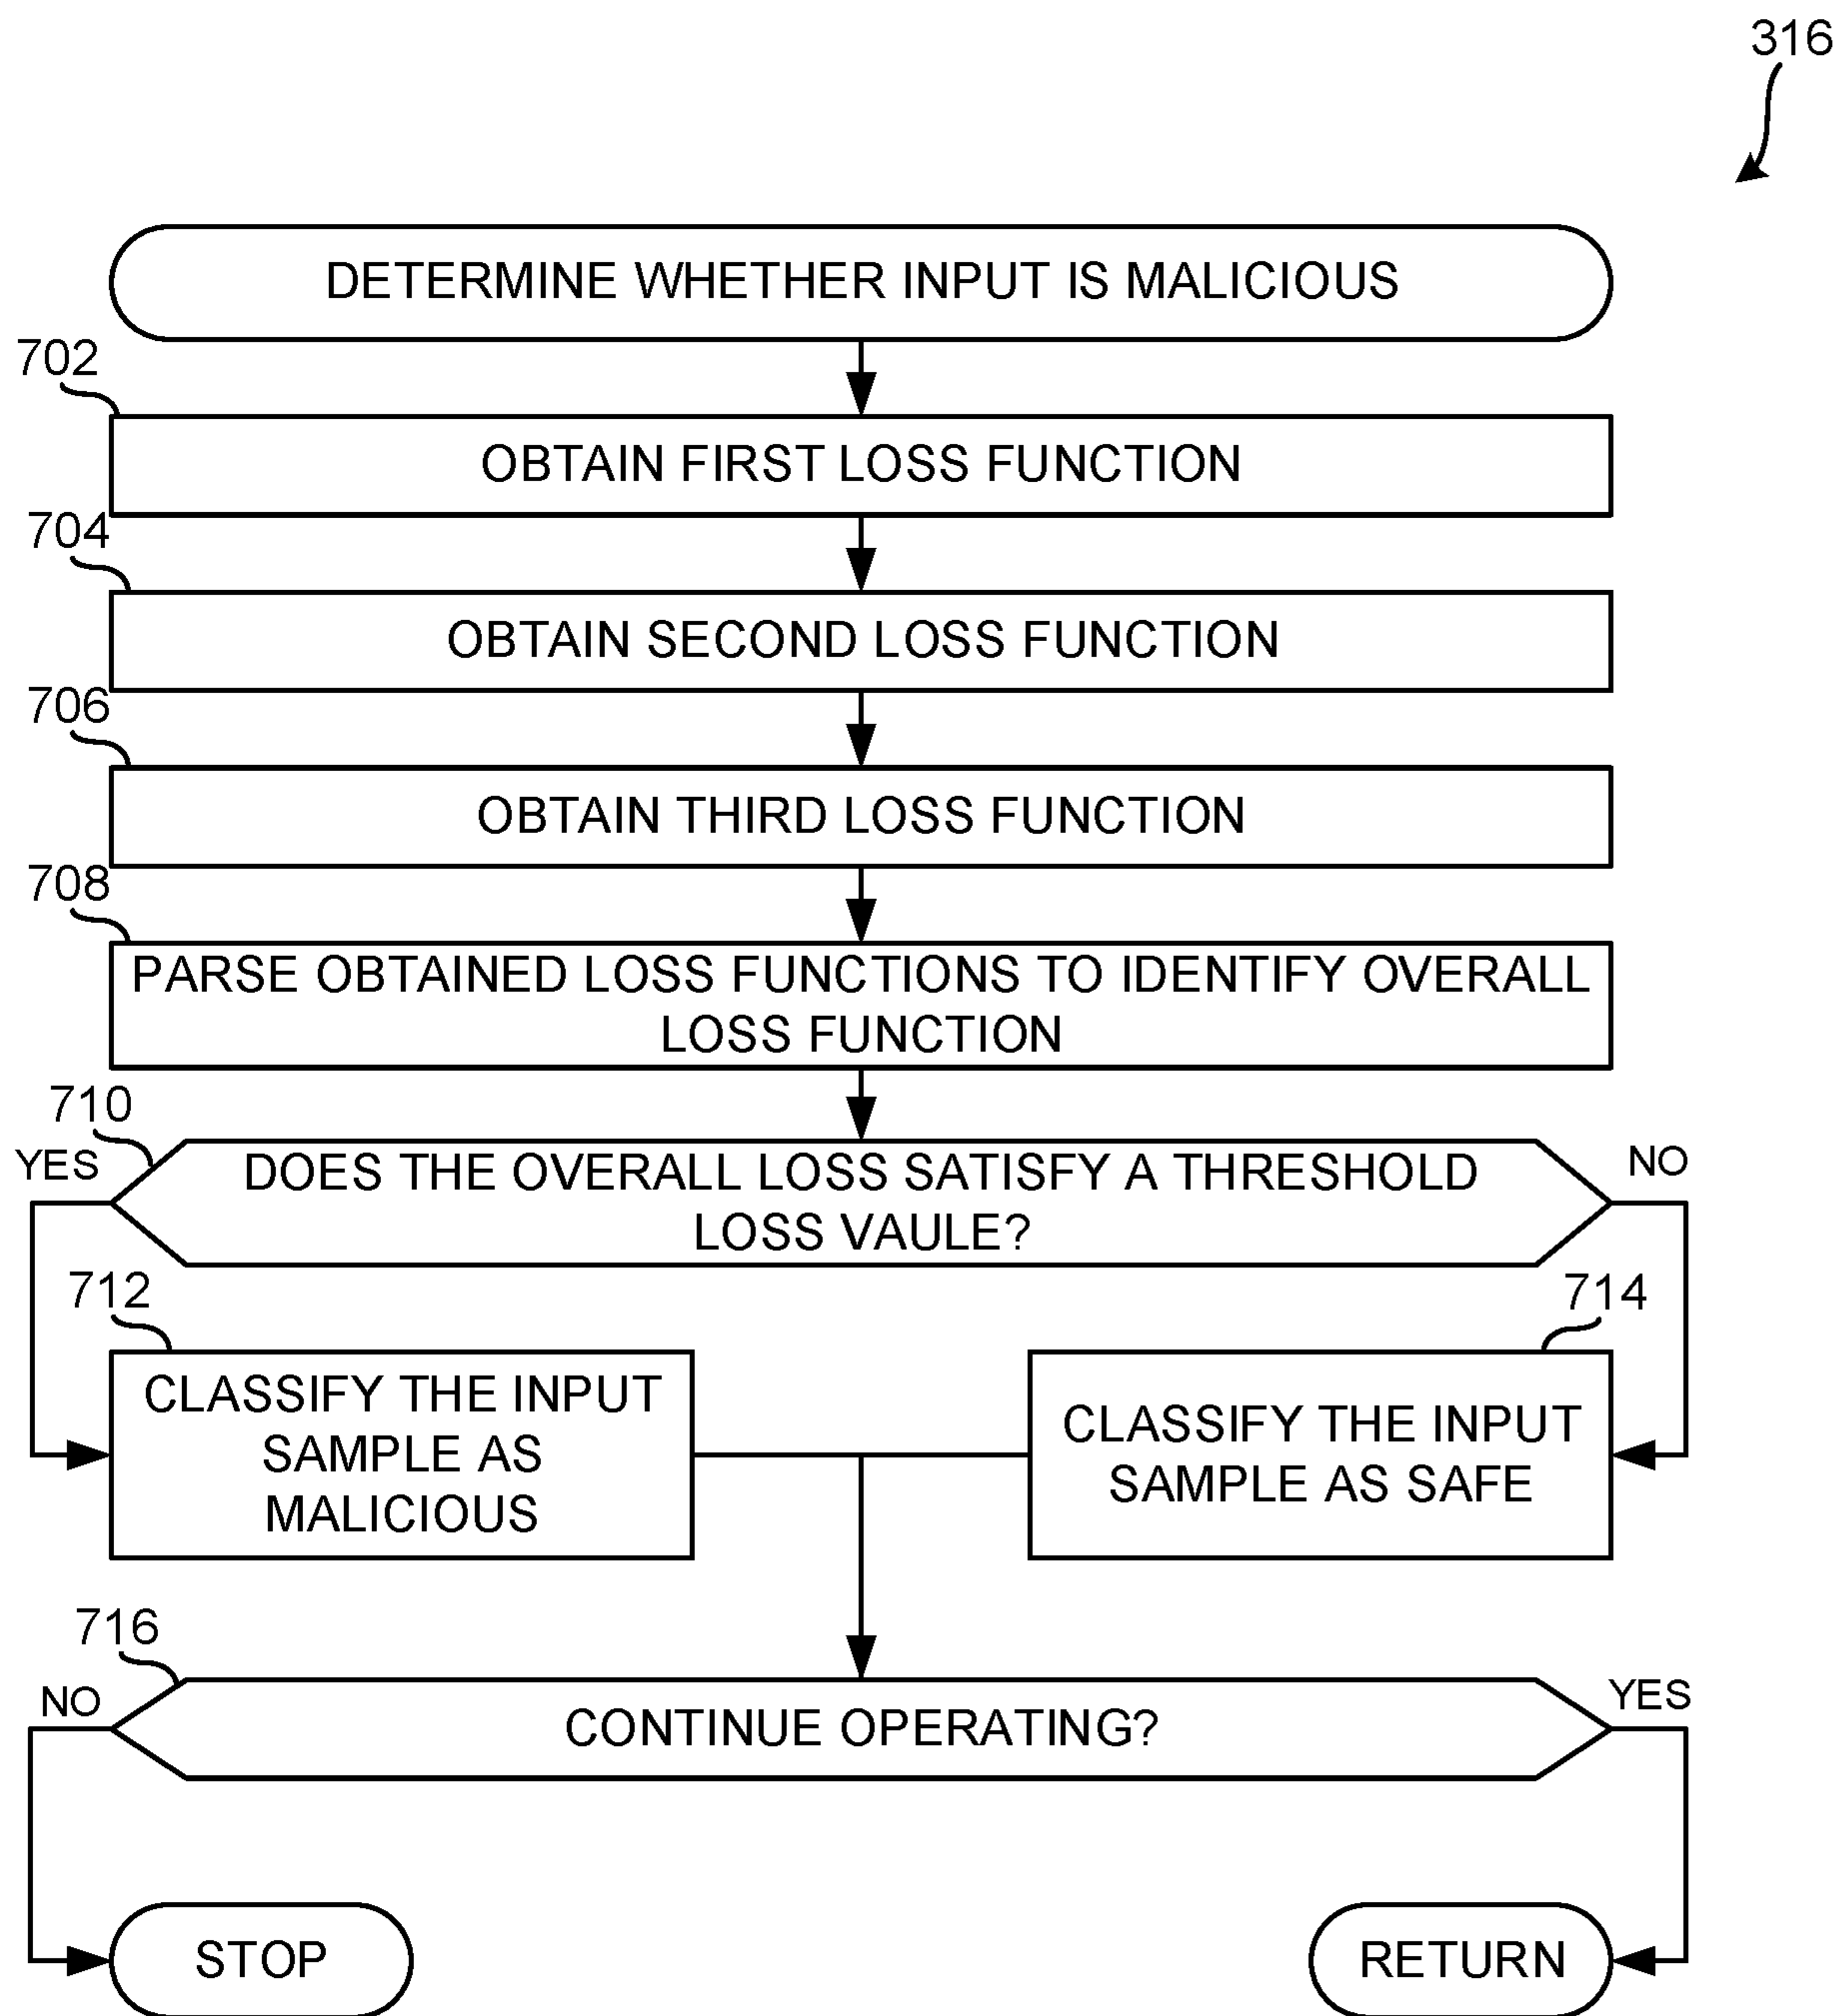 316
DETERMINE WHETHER INPUT IS MALICIOUS
702
OBTAIN FIRST LOSS FUNCTION
704
OBTAIN SECOND LOSS FUNCTION
706
OBTAIN THIRD LOSS FUNCTION
708
PARSE OBTAINED LOSS FUNCTIONS TO IDENTIFY OVERALL
LOSS FUNCTION
710
YES
DOES THE OVERALL LOSS SATISFY A THRESHOLD
LOSS VAULE?
NO
712
CLASSIFY THE INPUT
SAMPLE AS
MALICIOUS
714
CLASSIFY THE INPUT
SAMPLE AS SAFE
716
NO
CONTINUE OPERATING?
YES
STOP
RETURN